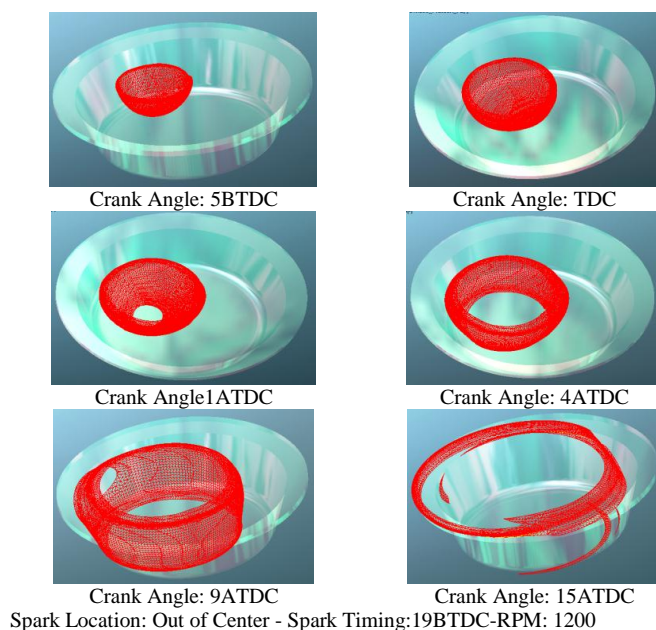 Crank Angle: 5BTDC
Crank Angle: TDC
Crank Angle1ATDC
Crank Angle: 4ATDC
Crank Angle: 9ATDC
Crank Angle: 15ATDC
Spark Location: Out of Center - Spark Timing:19BTDC-RPM: 1200